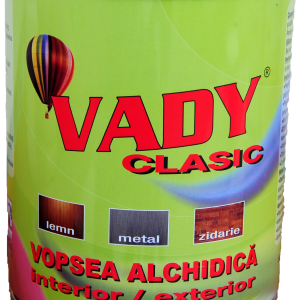 VADY®
CLASIC
lemn metal zidarie
VOPSEA ALCHIDICĂ
interior / exterior